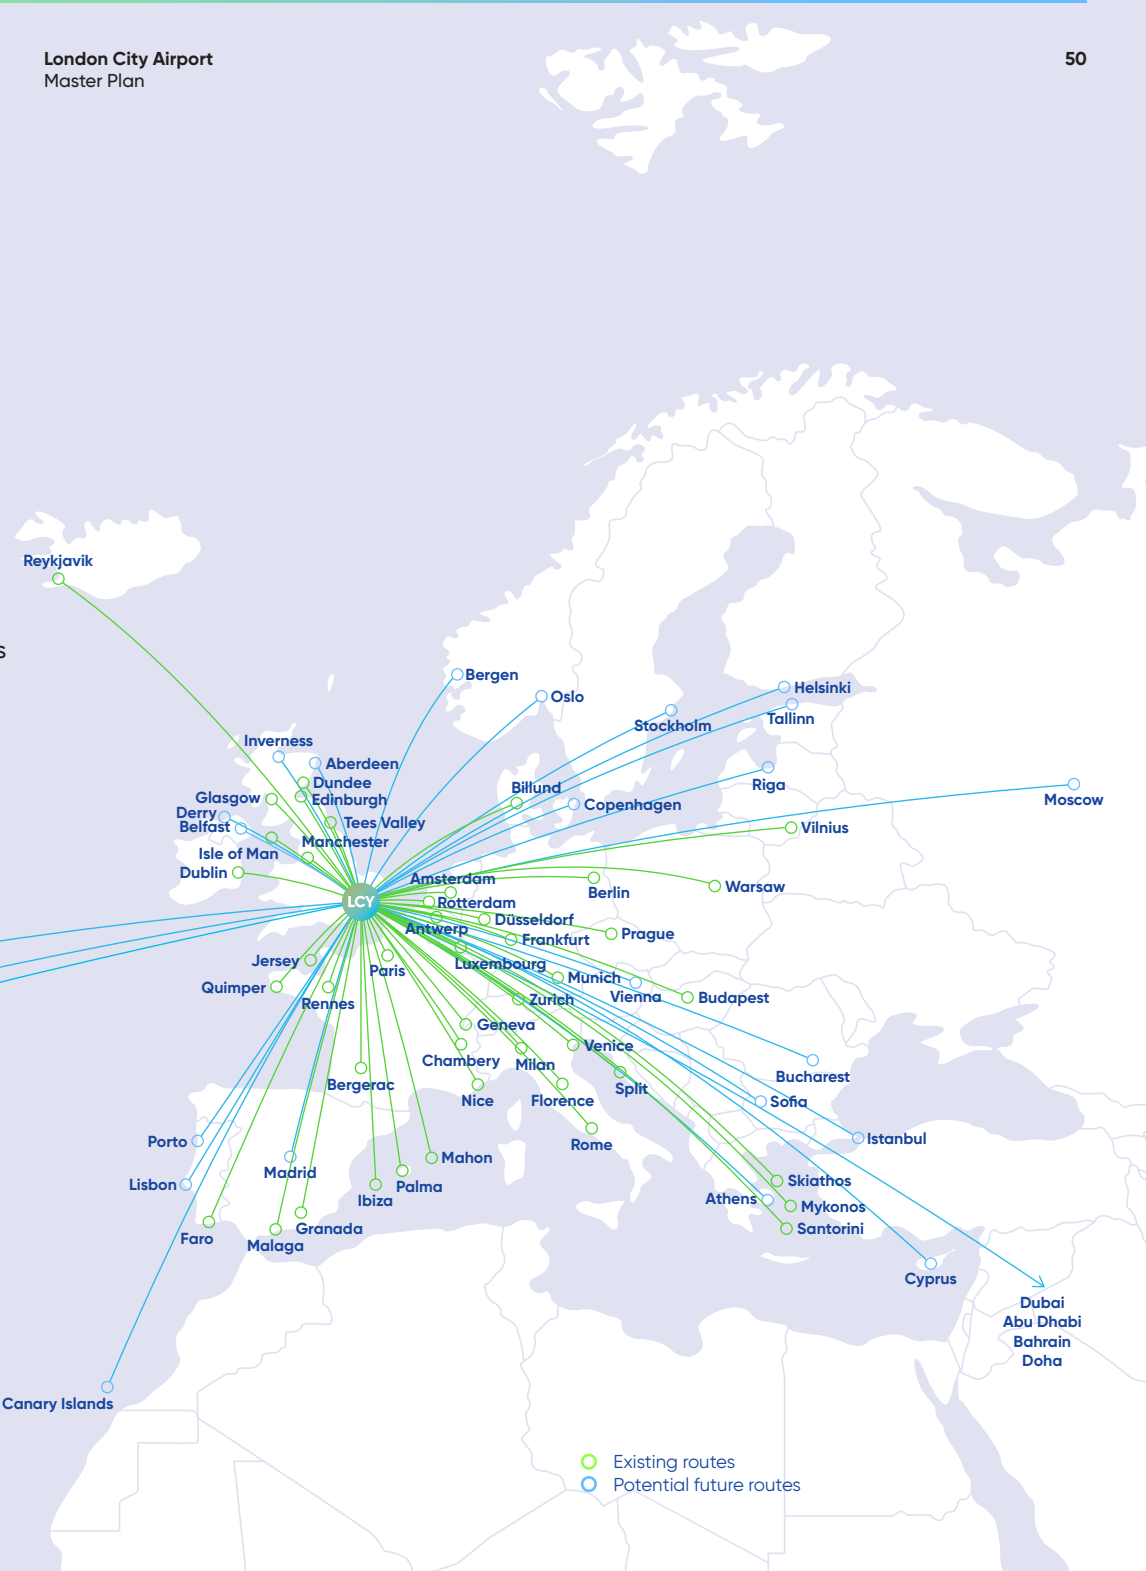 London City Airport
Master Plan
50
Reykjavik
s
Bergen
Oslo
Helsinki
Tallinn
Stockholm
Inverness
Aberdeen
Dundee
Edinburgh
Glasgow
Derry
Belfast
Tees Valley
Manchester
Isle of Man
Dublin
Billund
Copenhagen
Riga
Moscow
Vilnius
Amsterdam
Berlin
Warsaw
LCY
Rotterdam
Düsseldorf
Antwerp
Frankfurt
Prague
Jersey
Paris
Luxembourg
Munich
Quimper
Rennes
Zurich
Vienna
Budapest
Geneva
Chambery
Milan
Venice
Bergerac
Nice
Florence
Split
Bucharest
Sofia
Porto
Rome
Istanbul
Madrid
Mahon
Lisbon
Ibiza
Palma
Skiathos
Athens
Mykonos
Santorini
Faro
Granada
Malaga
Cyprus
Dubai
Abu Dhabi
Bahrain
Doha
Canary Islands
Existing routes
Potential future routes